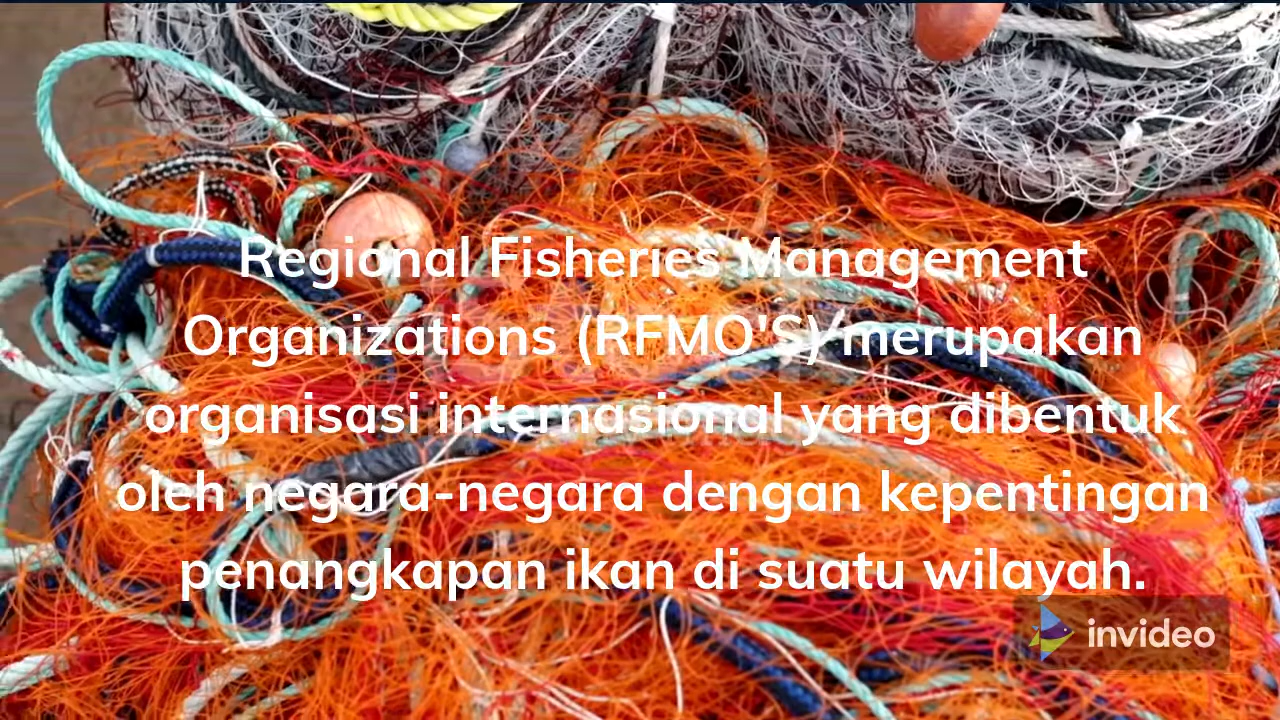 Regional Fisheries Management
Organizations (RFMO'S) merupakan
organisasi internasional yang dibentuk
oleh negara-negara dengan kepentingan
penangkapan ikan di suatu wilayah.
invideo